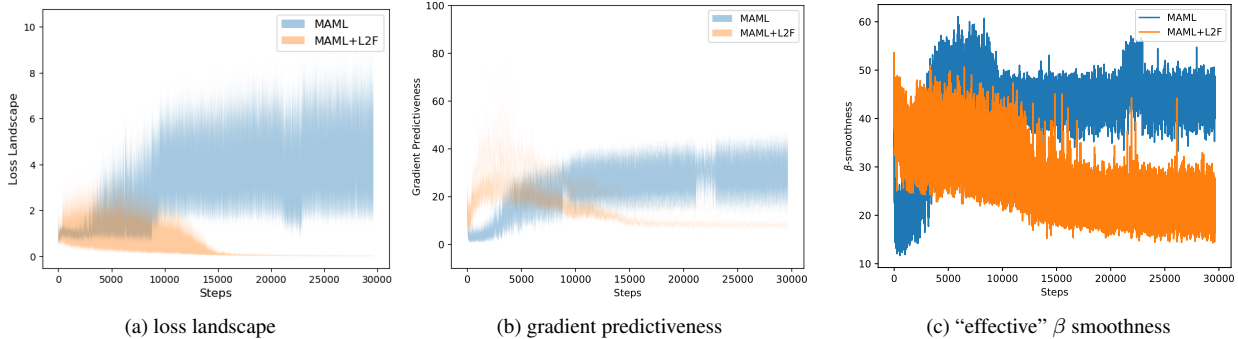 MAML
MAML+L2F
Loss Landscape
10
8
6
4
2
0
0 5000 10000 15000 20000 25000 30000
Steps
(a) loss landscape
MAML
MAML+L2F
Gradient Predictiveness
100
80
60
40
20
0
0 5000 10000 15000 20000 25000 30000
Steps
(b) gradient predictiveness
MAML
MAML+L2F
β-smoothness
60
50
40
30
20
10
0 5000 10000 15000 20000 25000 30000
Steps
(c) “effective” β smoothness